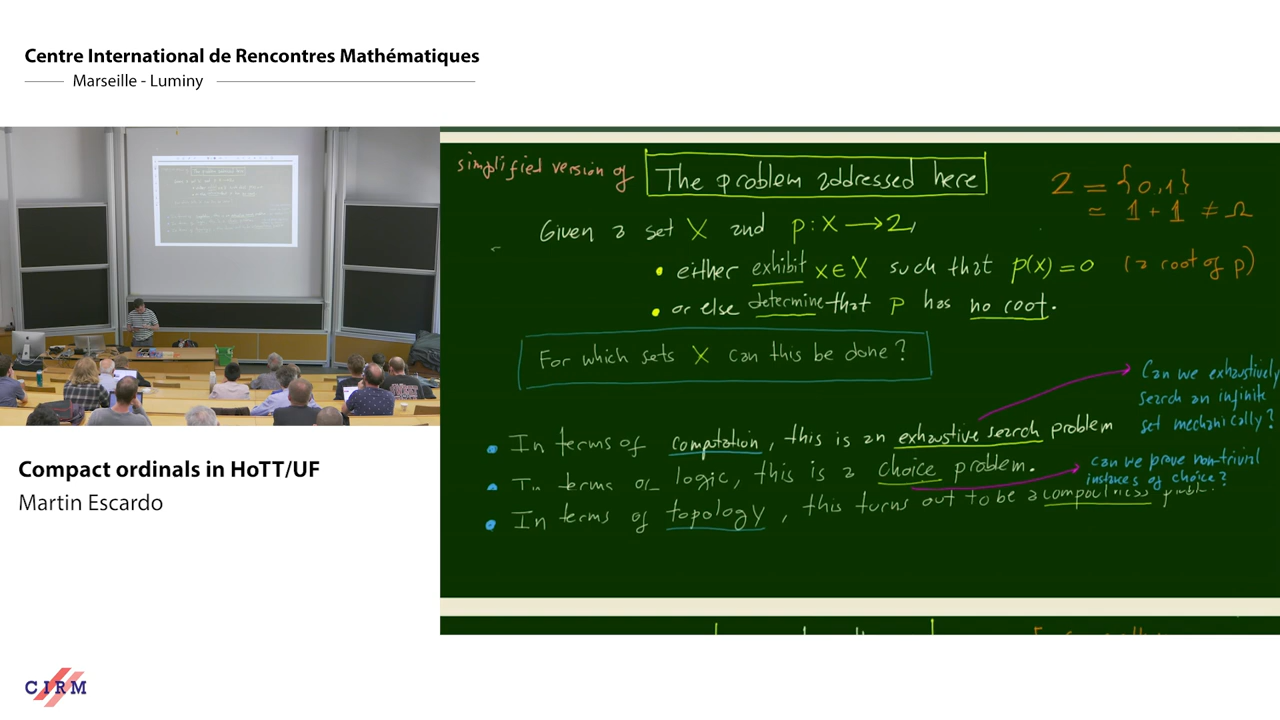 Centre International de Rencontres Mathématiques
Marseille - Luminy
simplified version of
The problem addressed here
2 = {0,1}
≃ 1 + 1 ≠ Ω
Given a set X and p : X → 2,
• either exhibit x ∈ X such that p(x) = 0 (a root of p)
• or else determine that p has no root.
For which sets X can this be done?
Can we exhaustively
search an infinite
set mechanically?
• In terms of computation, this is an exhaustive search problem
• In terms of logic, this is a choice problem.
can we prove non-trivial
instances of choice?
• In terms of topology, this turns out to be a compactness
Compact ordinals in HoTT/UF
Martin Escardo
CIRM